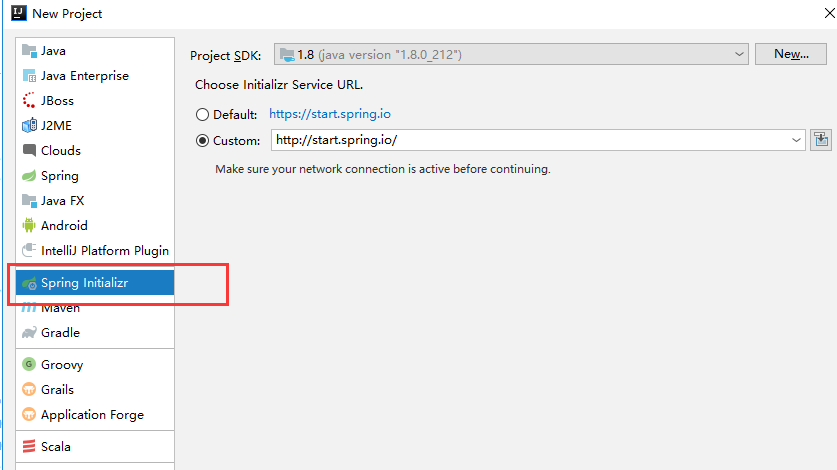 New Project
Java
Java Enterprise
JBoss
J2ME
Clouds
Spring
Java FX
Android
IntelliJ Platform Plugin
Spring Initializr
Maven
Gradle
Groovy
Grails
Application Forge
Scala
Project SDK: 1.8 (java version "1.8.0_212") New...
Choose Initializr Service URL.
Default: https://start.spring.io
Custom: http://start.spring.io/
Make sure your network connection is active before continuing.